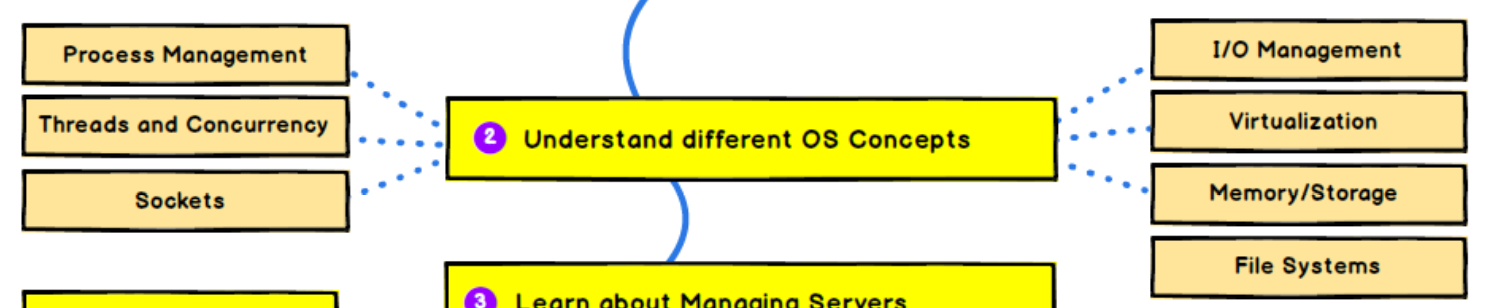 Process Management
Threads and Concurrency
Sockets
2 Understand different OS Concepts
I/O Management
Virtualization
Memory/Storage
File Systems
3 Learn about Managing Servers